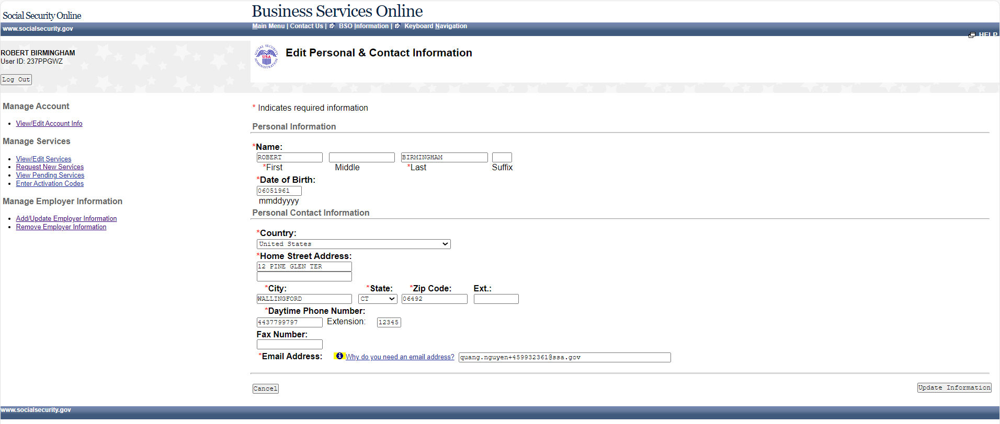 Social Security Online
Business Services Online
www.socialsecurity.gov
Main Menu | Contact Us | BSO Information | Keyboard Navigation
HELP
ROBERT BIRMINGHAM
User ID: 237PPGWZ
Log Out
SOCIAL SECURITY ADMINISTRATION
USA
Edit Personal & Contact Information
Manage Account
• View/Edit Account Info
Manage Services
• View/Edit Services
• Request New Services
• View Pending Services
• Enter Activation Codes
Manage Employer Information
• Add/Update Employer Information
• Remove Employer Information
* Indicates required information
Personal Information
*Name:
ROBERT BIRMINGHAM
*First Middle *Last Suffix
*Date of Birth:
06051961
mmddyyyy
Personal Contact Information
*Country:
United States
*Home Street Address:
12 PINE GLEN TER
*City: *State: *Zip Code: Ext.:
WALLINGFORD CT 06492
*Daytime Phone Number:
4437799797 Extension: 12345
Fax Number:
*Email Address: Why do you need an email address? quang.nguyen+459932361@ssa.gov
Cancel Update Information
www.socialsecurity.gov